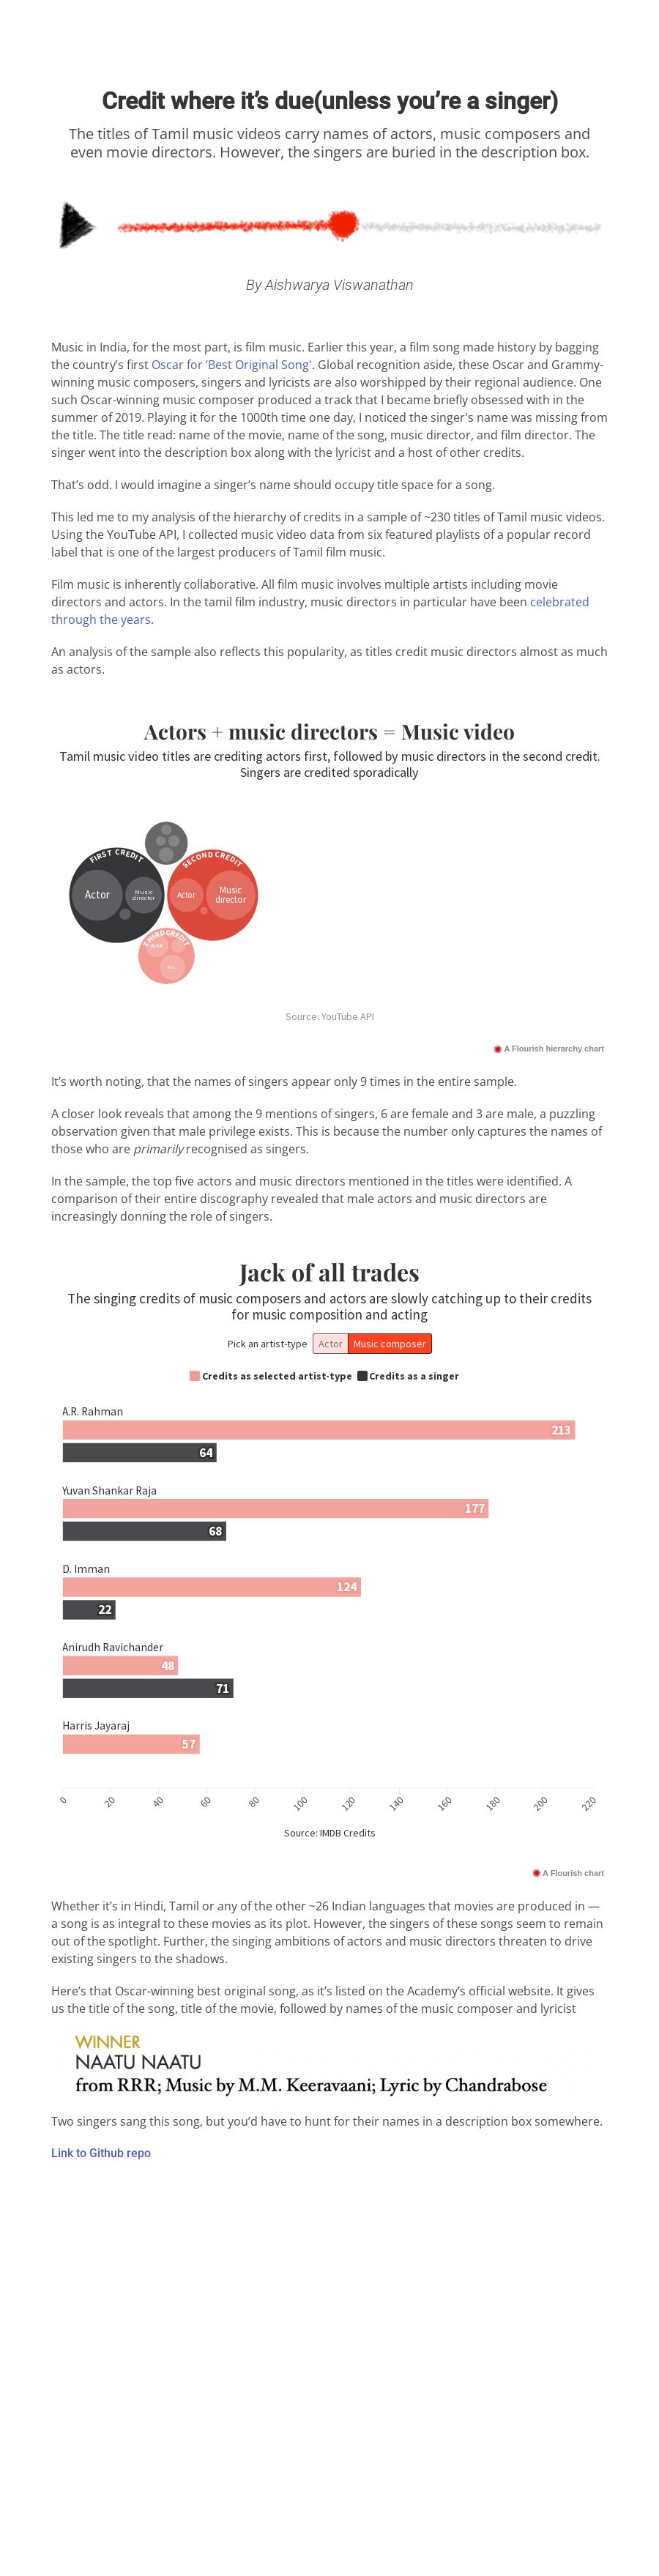 Credit where it’s due(unless you’re a singer)
The titles of Tamil music videos carry names of actors, music composers and
even movie directors. However, the singers are buried in the description box.
By Aishwarya Viswanathan
Music in India, for the most part, is film music. Earlier this year, a film song made history by bagging
the country’s first Oscar for ‘Best Original Song’. Global recognition aside, these Oscar and Grammy-
winning music composers, singers and lyricists are also worshipped by their regional audience. One
such Oscar-winning music composer produced a track that I became briefly obsessed with in the
summer of 2019. Playing it for the 1000th time one day, I noticed the singer's name was missing from
the title. The title read: name of the movie, name of the song, music director, and film director. The
singer went into the description box along with the lyricist and a host of other credits.
That’s odd. I would imagine a singer’s name should occupy title space for a song.
This led me to my analysis of the hierarchy of credits in a sample of ~230 titles of Tamil music videos.
Using the YouTube API, I collected music video data from six featured playlists of a popular record
label that is one of the largest producers of Tamil film music.
Film music is inherently collaborative. All film music involves multiple artists including movie
directors and actors. In the tamil film industry, music directors in particular have been celebrated
through the years.
An analysis of the sample also reflects this popularity, as titles credit music directors almost as much
as actors.
Actors + music directors = Music video
Tamil music video titles are crediting actors first, followed by music directors in the second credit.
Singers are credited sporadically
FIRST CREDIT
Actor
Music
director
SECOND CREDIT
Actor
Music
director
THIRD CREDIT
Actor
Source: YouTube API
A Flourish hierarchy chart
It’s worth noting, that the names of singers appear only 9 times in the entire sample.
A closer look reveals that among the 9 mentions of singers, 6 are female and 3 are male, a puzzling
observation given that male privilege exists. This is because the number only captures the names of
those who are primarily recognised as singers.
In the sample, the top five actors and music directors mentioned in the titles were identified. A
comparison of their entire discography revealed that male actors and music directors are
increasingly donning the role of singers.
Jack of all trades
The singing credits of music composers and actors are slowly catching up to their credits
for music composition and acting
Pick an artist-type Actor Music composer
Credits as selected artist-type Credits as a singer
A.R. Rahman
213
64
Yuvan Shankar Raja
177
68
D. Imman
124
22
Anirudh Ravichander
48
71
Harris Jayaraj
57
0 20 40 60 80 100 120 140 160 180 200 220
Source: IMDB Credits
A Flourish chart
Whether it’s in Hindi, Tamil or any of the other ~26 Indian languages that movies are produced in —
a song is as integral to these movies as its plot. However, the singers of these songs seem to remain
out of the spotlight. Further, the singing ambitions of actors and music directors threaten to drive
existing singers to the shadows.
Here’s that Oscar-winning best original song, as it’s listed on the Academy’s official website. It gives
us the title of the song, title of the movie, followed by names of the music composer and lyricist
WINNER
NAATU NAATU
from RRR; Music by M.M. Keeravaani; Lyric by Chandrabose
Two singers sang this song, but you’d have to hunt for their names in a description box somewhere.
Link to Github repo